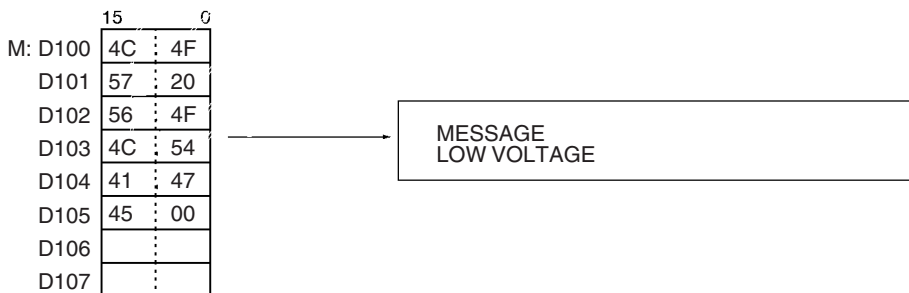 15 0
M: D100 4C 4F
D101 57 20
D102 56 4F
D103 4C 54
D104 41 47
D105 45 00
D106
D107
MESSAGE
LOW VOLTAGE